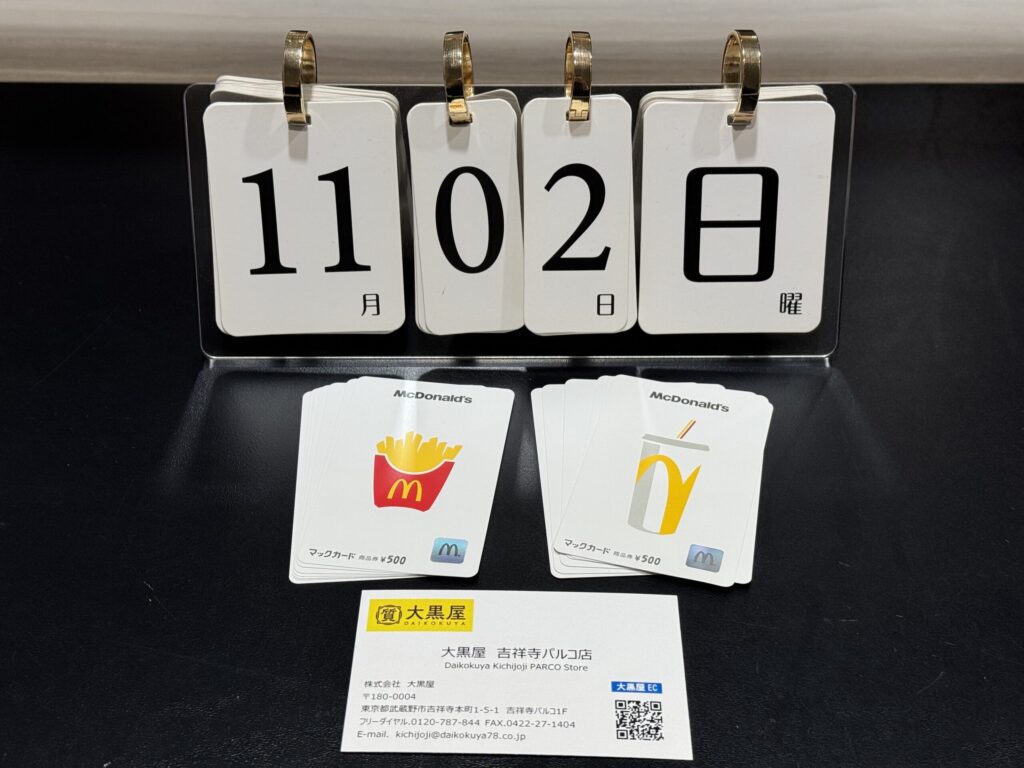 11月
02日
日曜
McDonald's
マックカード 商品券 ¥500
McDonald's
マックカード 商品券 ¥500
質 大黒屋
DAIKOKUYA
大黒屋 吉祥寺パルコ店
Daikokuya Kichijoji PARCO Store
株式会社 大黒屋
〒180-0004
東京都武蔵野市吉祥寺本町1-5-1 吉祥寺パルコ1F
フリーダイヤル.0120-787-844 FAX.0422-27-1404
E-mail. kichijoji@daikokuya78.co.jp
大黒屋 EC